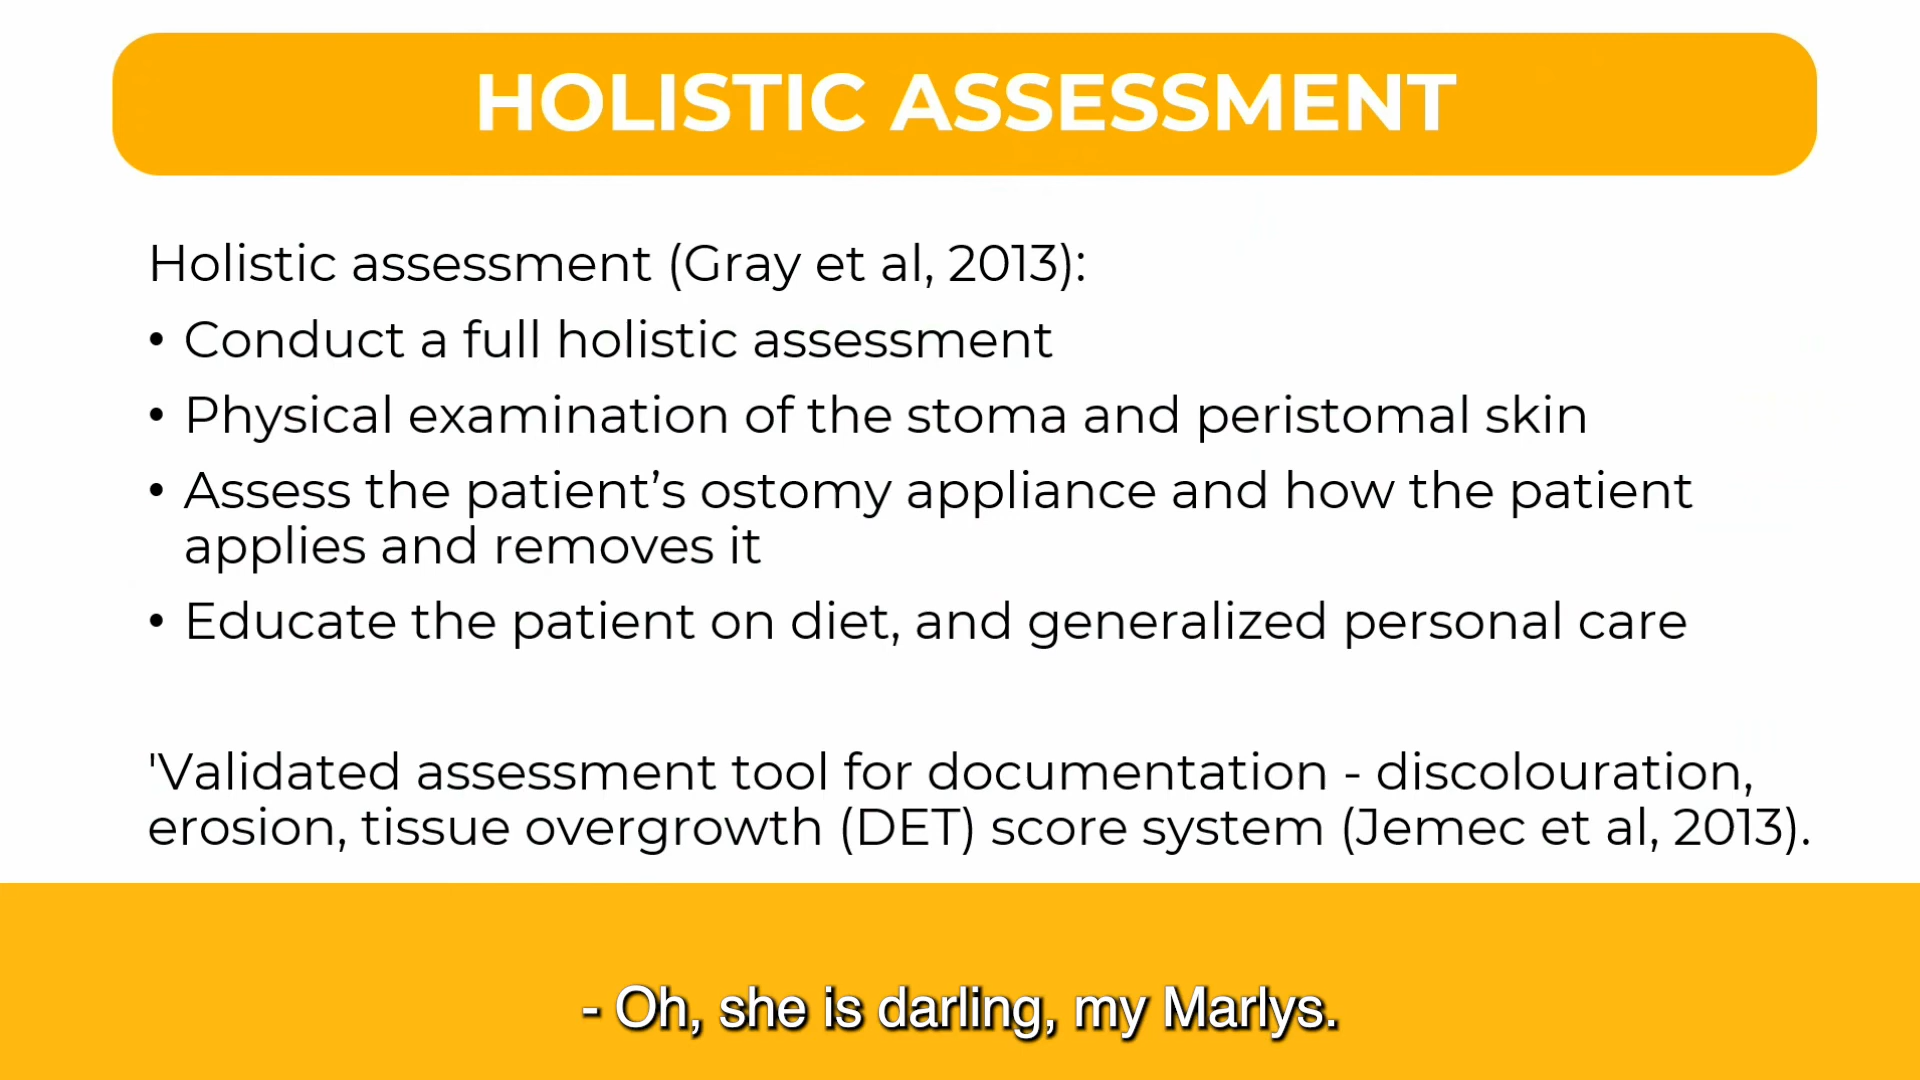 HOLISTIC ASSESSMENT
Holistic assessment (Gray et al, 2013):
• Conduct a full holistic assessment
• Physical examination of the stoma and peristomal skin
• Assess the patient’s ostomy appliance and how the patient
applies and removes it
• Educate the patient on diet, and generalized personal care
'Validated assessment tool for documentation - discolouration,
erosion, tissue overgrowth (DET) score system (Jemec et al, 2013).
- Oh, she is darling, my Marlys.